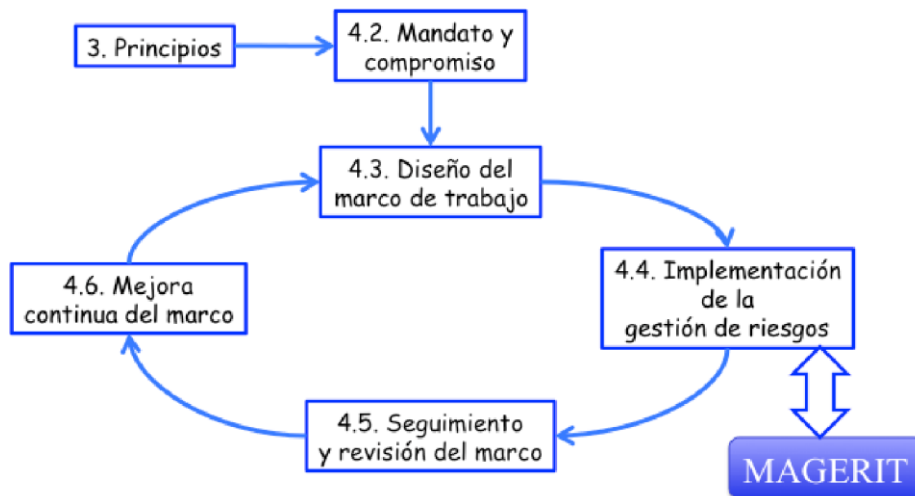 3. Principios
4.2. Mandato y
compromiso
4.3. Diseño del
marco de trabajo
4.6. Mejora
continua del marco
4.4. Implementación
de la
gestión de riesgos
4.5. Seguimiento
y revisión del marco
MAGERIT